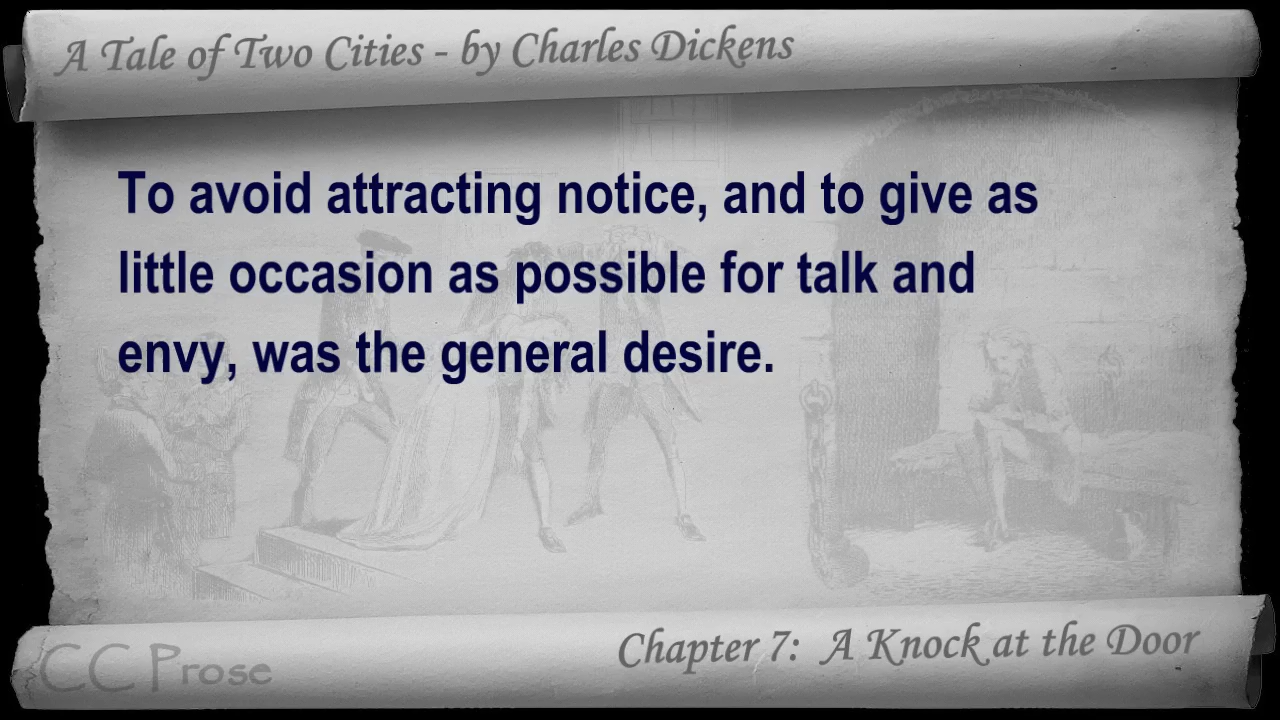 A Tale of Two Cities - by Charles Dickens
To avoid attracting notice, and to give as
little occasion as possible for talk and
envy, was the general desire.
Chapter 7: A Knock at the Door
CC Prose